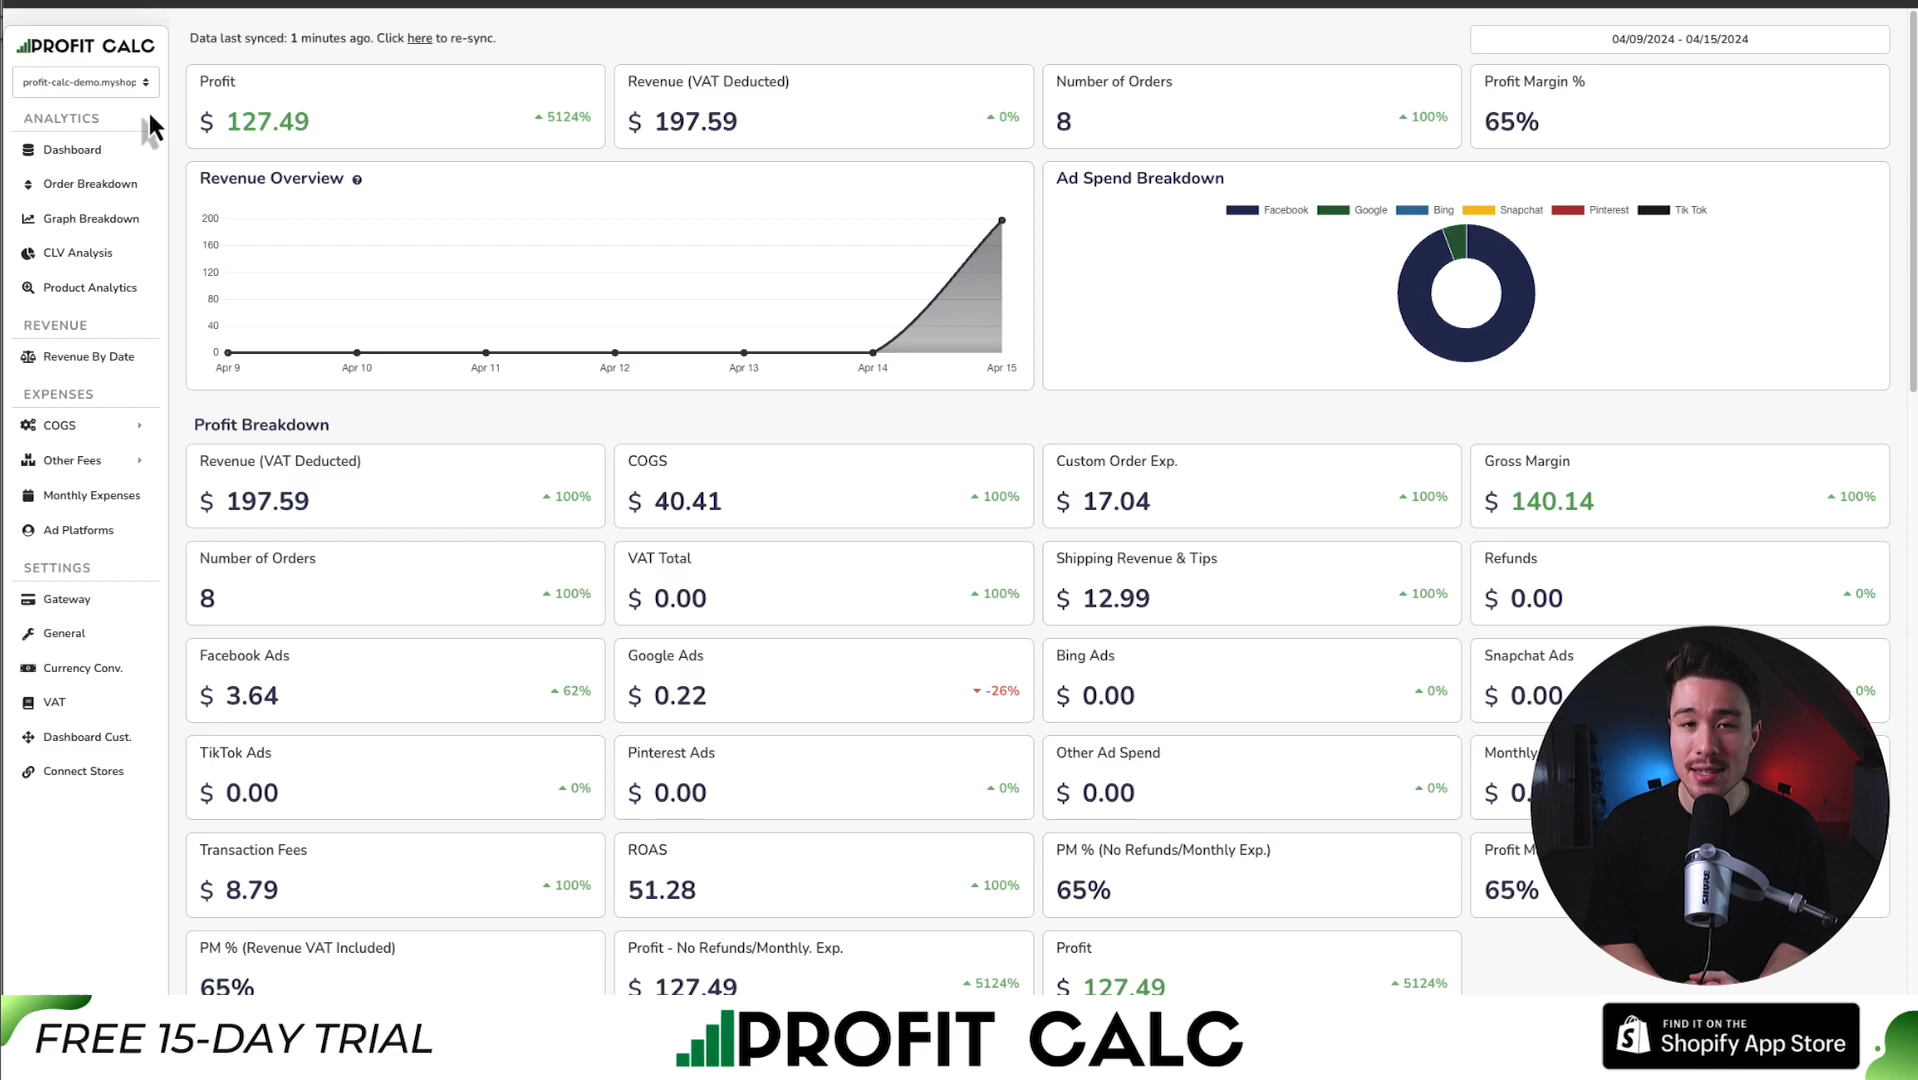 PROFIT CALC
profit-calc-demo.myshop
ANALYTICS
Dashboard
Order Breakdown
Graph Breakdown
CLV Analysis
Product Analytics
REVENUE
Revenue By Date
EXPENSES
COGS
Other Fees
Monthly Expenses
Ad Platforms
SETTINGS
Gateway
General
Currency Conv.
VAT
Dashboard Cust.
Connect Stores
Data last synced: 1 minutes ago. Click here to re-sync.
04/09/2024 - 04/15/2024
Profit
$ 127.49
5124%
Revenue (VAT Deducted)
$ 197.59
0%
Number of Orders
8
100%
Profit Margin %
65%
Revenue Overview
200
160
120
80
40
0
Apr 9 Apr 10 Apr 11 Apr 12 Apr 13 Apr 14 Apr 15
Ad Spend Breakdown
Facebook Google Bing Snapchat Pinterest Tik Tok
Profit Breakdown
Revenue (VAT Deducted)
$ 197.59
100%
COGS
$ 40.41
100%
Custom Order Exp.
$ 17.04
100%
Gross Margin
$ 140.14
100%
Number of Orders
8
100%
VAT Total
$ 0.00
100%
Shipping Revenue & Tips
$ 12.99
100%
Refunds
$ 0.00
0%
Facebook Ads
$ 3.64
62%
Google Ads
$ 0.22
-26%
Bing Ads
$ 0.00
0%
Snapchat Ads
$ 0.00
0%
TikTok Ads
$ 0.00
0%
Pinterest Ads
$ 0.00
0%
Other Ad Spend
$ 0.00
0%
Monthly
$ 0.
Transaction Fees
$ 8.79
100%
ROAS
51.28
100%
PM % (No Refunds/Monthly Exp.)
65%
Profit M
65%
PM % (Revenue VAT Included)
65%
Profit - No Refunds/Monthly. Exp.
$ 127.49
5124%
Profit
$ 127.49
5124%
SHURE
FREE 15-DAY TRIAL
PROFIT CALC
FIND IT ON THE
Shopify App Store